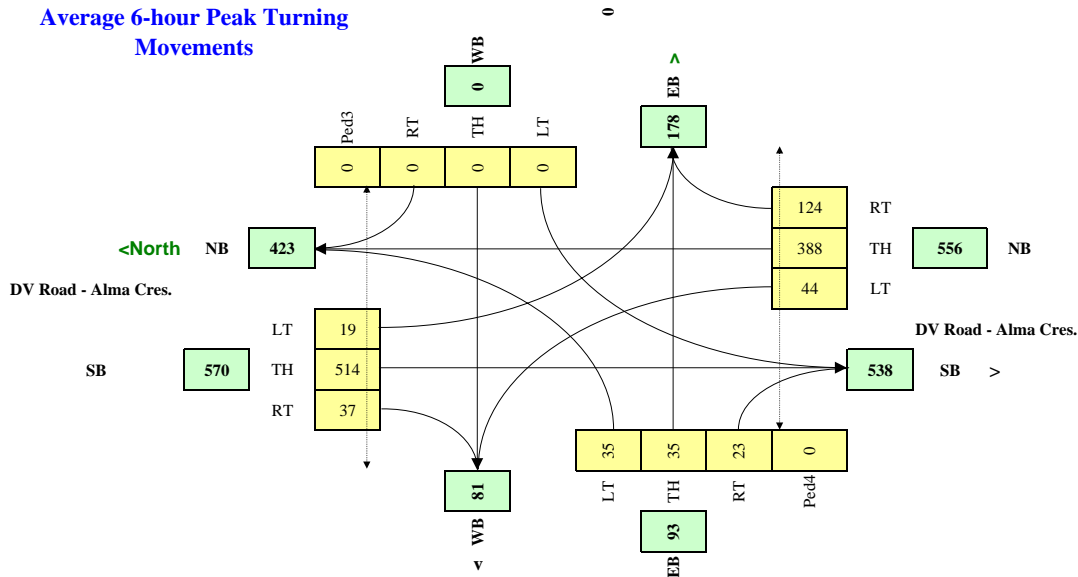 Average 6-hour Peak Turning
Movements
0
WB
0
^
EB
178
Ped3
RT
TH
LT
0
0
0
0
124
RT
<North
NB
423
388
TH
556
NB
DV Road - Alma Cres.
44
LT
LT
19
DV Road - Alma Cres.
SB
570
TH
514
538
SB
>
RT
37
35
35
23
0
LT
TH
RT
Ped4
81
WB
v
93
EB